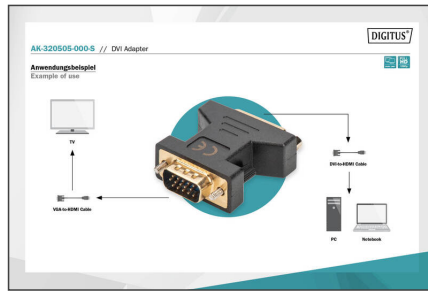 DIGITUS®
AK-320505-000-S // DVI Adapter
Anwendungsbeispiel
Example of use
TV
DVI-to-HDMI Cable
VGA-to-HDMI Cable
PC
Notebook
CE